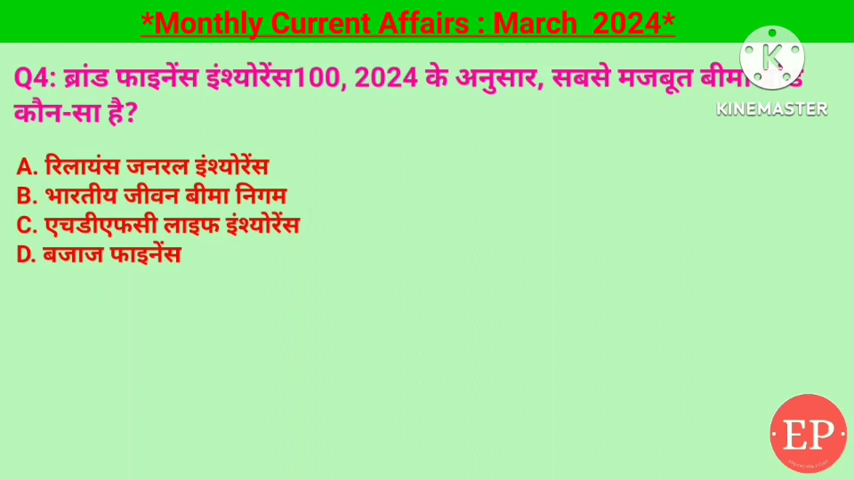 *Monthly Current Affairs : March 2024*
Q4: ब्रांड फाइनेंस इंश्योरेंस100, 2024 के अनुसार, सबसे मजबूत बीमा
कौन-सा है?
KINEMASTER
A. रिलायंस जनरल इंश्योरेंस
B. भारतीय जीवन बीमा निगम
C. एचडीएफसी लाइफ इंश्योरेंस
D. बजाज फाइनेंस
EP